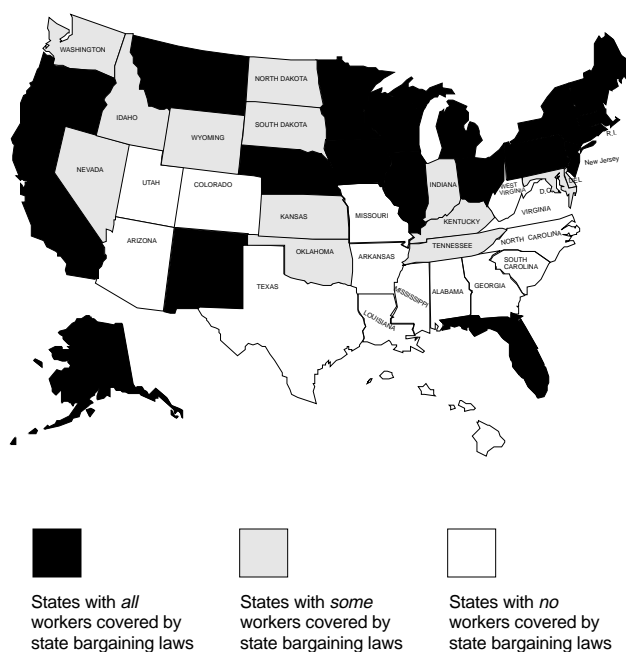 WASHINGTON
NORTH DAKOTA
IDAHO
SOUTH DAKOTA
WYOMING
R.I.
New Jersey
NEVADA
UTAH
COLORADO
INDIANA
WEST
VIRGINIA
D.C.
DEL
KANSAS
MISSOURI
KENTUCKY
VIRGINIA
ARIZONA
OKLAHOMA
ARKANSAS
TENNESSEE
NORTH CAROLINA
SOUTH
CAROLINA
TEXAS
MISSISSIPPI
ALABAMA
GEORGIA
LOUISIANA
States with all
workers covered by
state bargaining laws
States with some
workers covered by
state bargaining laws
States with no
workers covered by
state bargaining laws